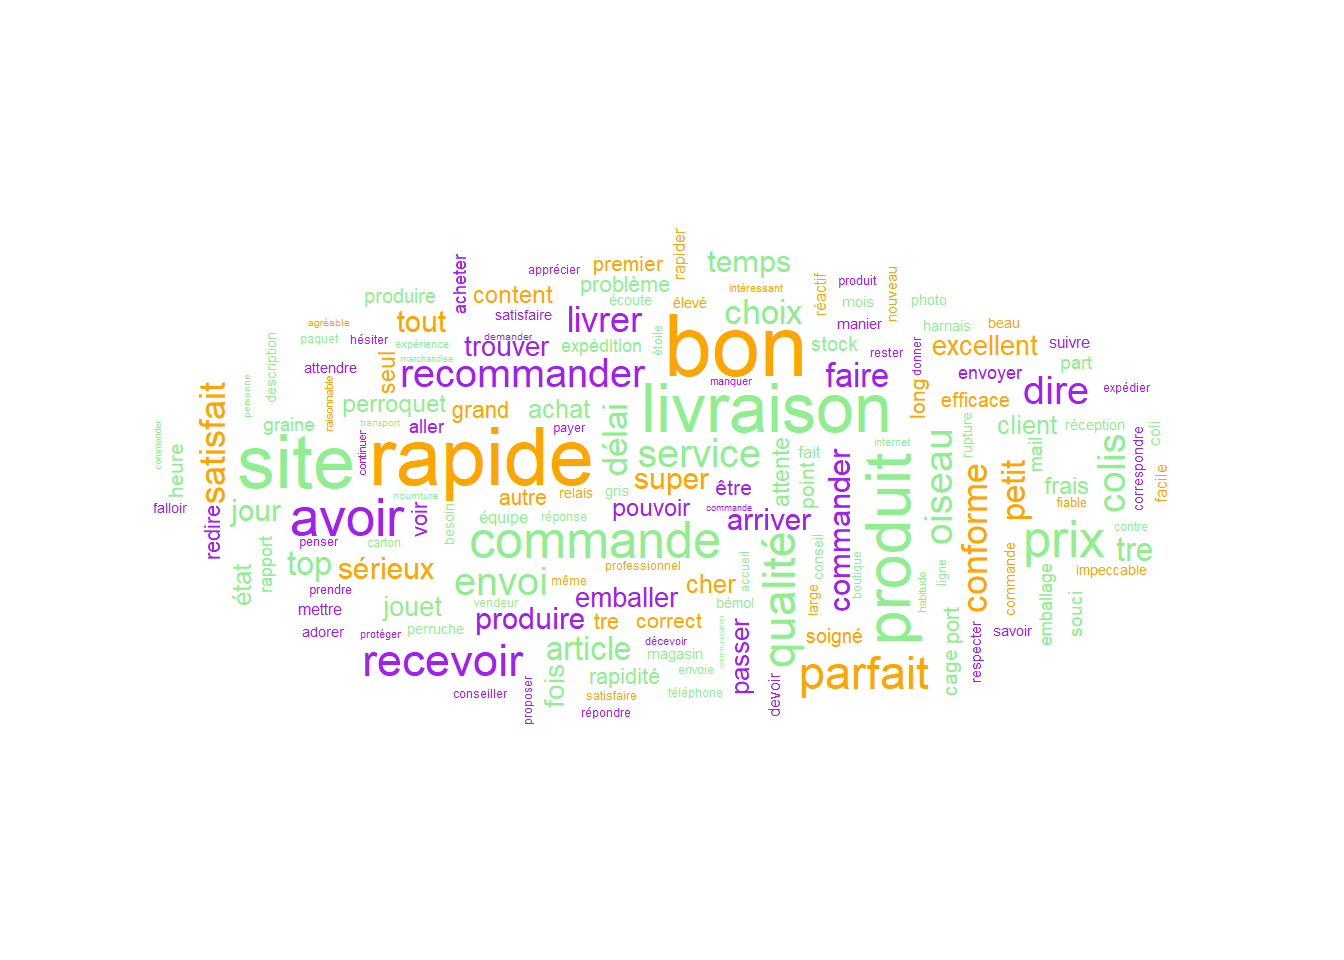 rapider
temps
premier
apprécier
acheter
problème
produit
réactif
nouveau
intéressant
produire
content
écoute
élevé
choix
mois
photo
satisfaire
livrer
agréable
tout
bon
manier
harnais
beau
paquet
hésiter
expérience
demander
trouver
expédition
étoile
stock
rester
donner
excellent
suivre
marchandise
description
attendre
seul
recommander
manquer
faire
envoyer
part
personne
raisonnable
dire
expédier
satisfait
perroquet
grand
achat
livraison
long
efficace
graine
transport
aller
payer
délai
client
réception
coli
commander
heure
site
continuer
rapide
service
attente
fait
internet
oiseau
rupture
mail
colis
correspondre
facile
falloir
super
point
commander
produit
conforme
petit
frais
nourriture
autre
relais
gris
être
fiable
redire
jour
avoir
voir
besoin
équipe
réponse
pouvoir
commande
arriver
contre
penser
carton
commande
qualité
conseil
ligne
prix
tre
état
rapport
top
sérieux
professionnel
accueil
boutique
habitude
commande
impeccable
prendre
envoi
même
cher
large
mettre
jouet
vendeur
emballer
bémol
emballage
souci
adorer
protéger
perruche
produire
tre
correct
communication
soigné
cage
port
respecter
savoir
recevoir
article
décevoir
magasin
passer
parfait
conseiller
proposer
fois
rapidité
envoie
satisfaire
téléphone
devoir
répondre